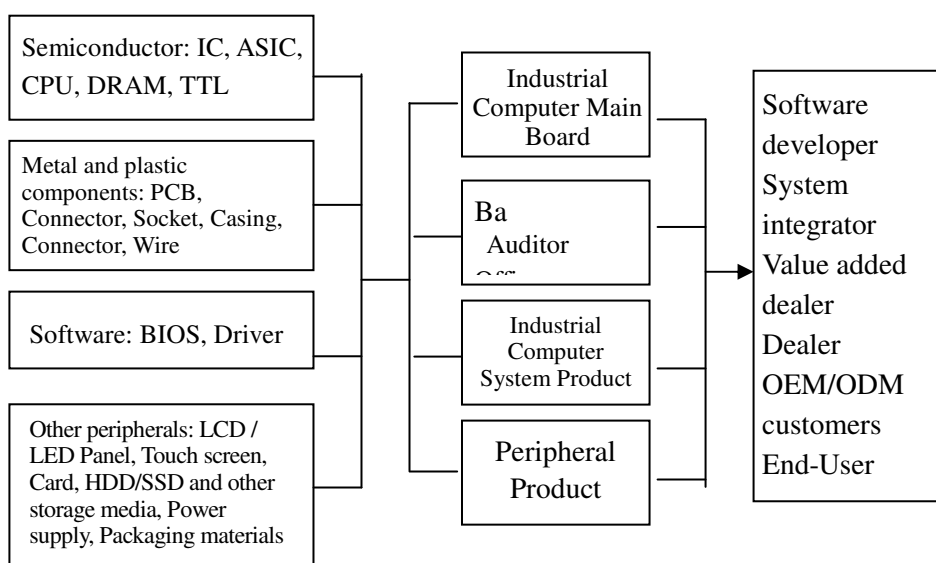 Semiconductor: IC, ASIC,
CPU, DRAM, TTL
Metal and plastic
components: PCB,
Connector, Socket, Casing,
Connector, Wire
Software: BIOS, Driver
Other peripherals: LCD /
LED Panel, Touch screen,
Card, HDD/SSD and other
storage media, Power
supply, Packaging materials
Industrial
Computer Main
Board
Ba
Auditor
Industrial
Computer
System Product
Peripheral
Product
Software
developer
System
integrator
Value added
dealer
Dealer
OEM/ODM
customers
End-User